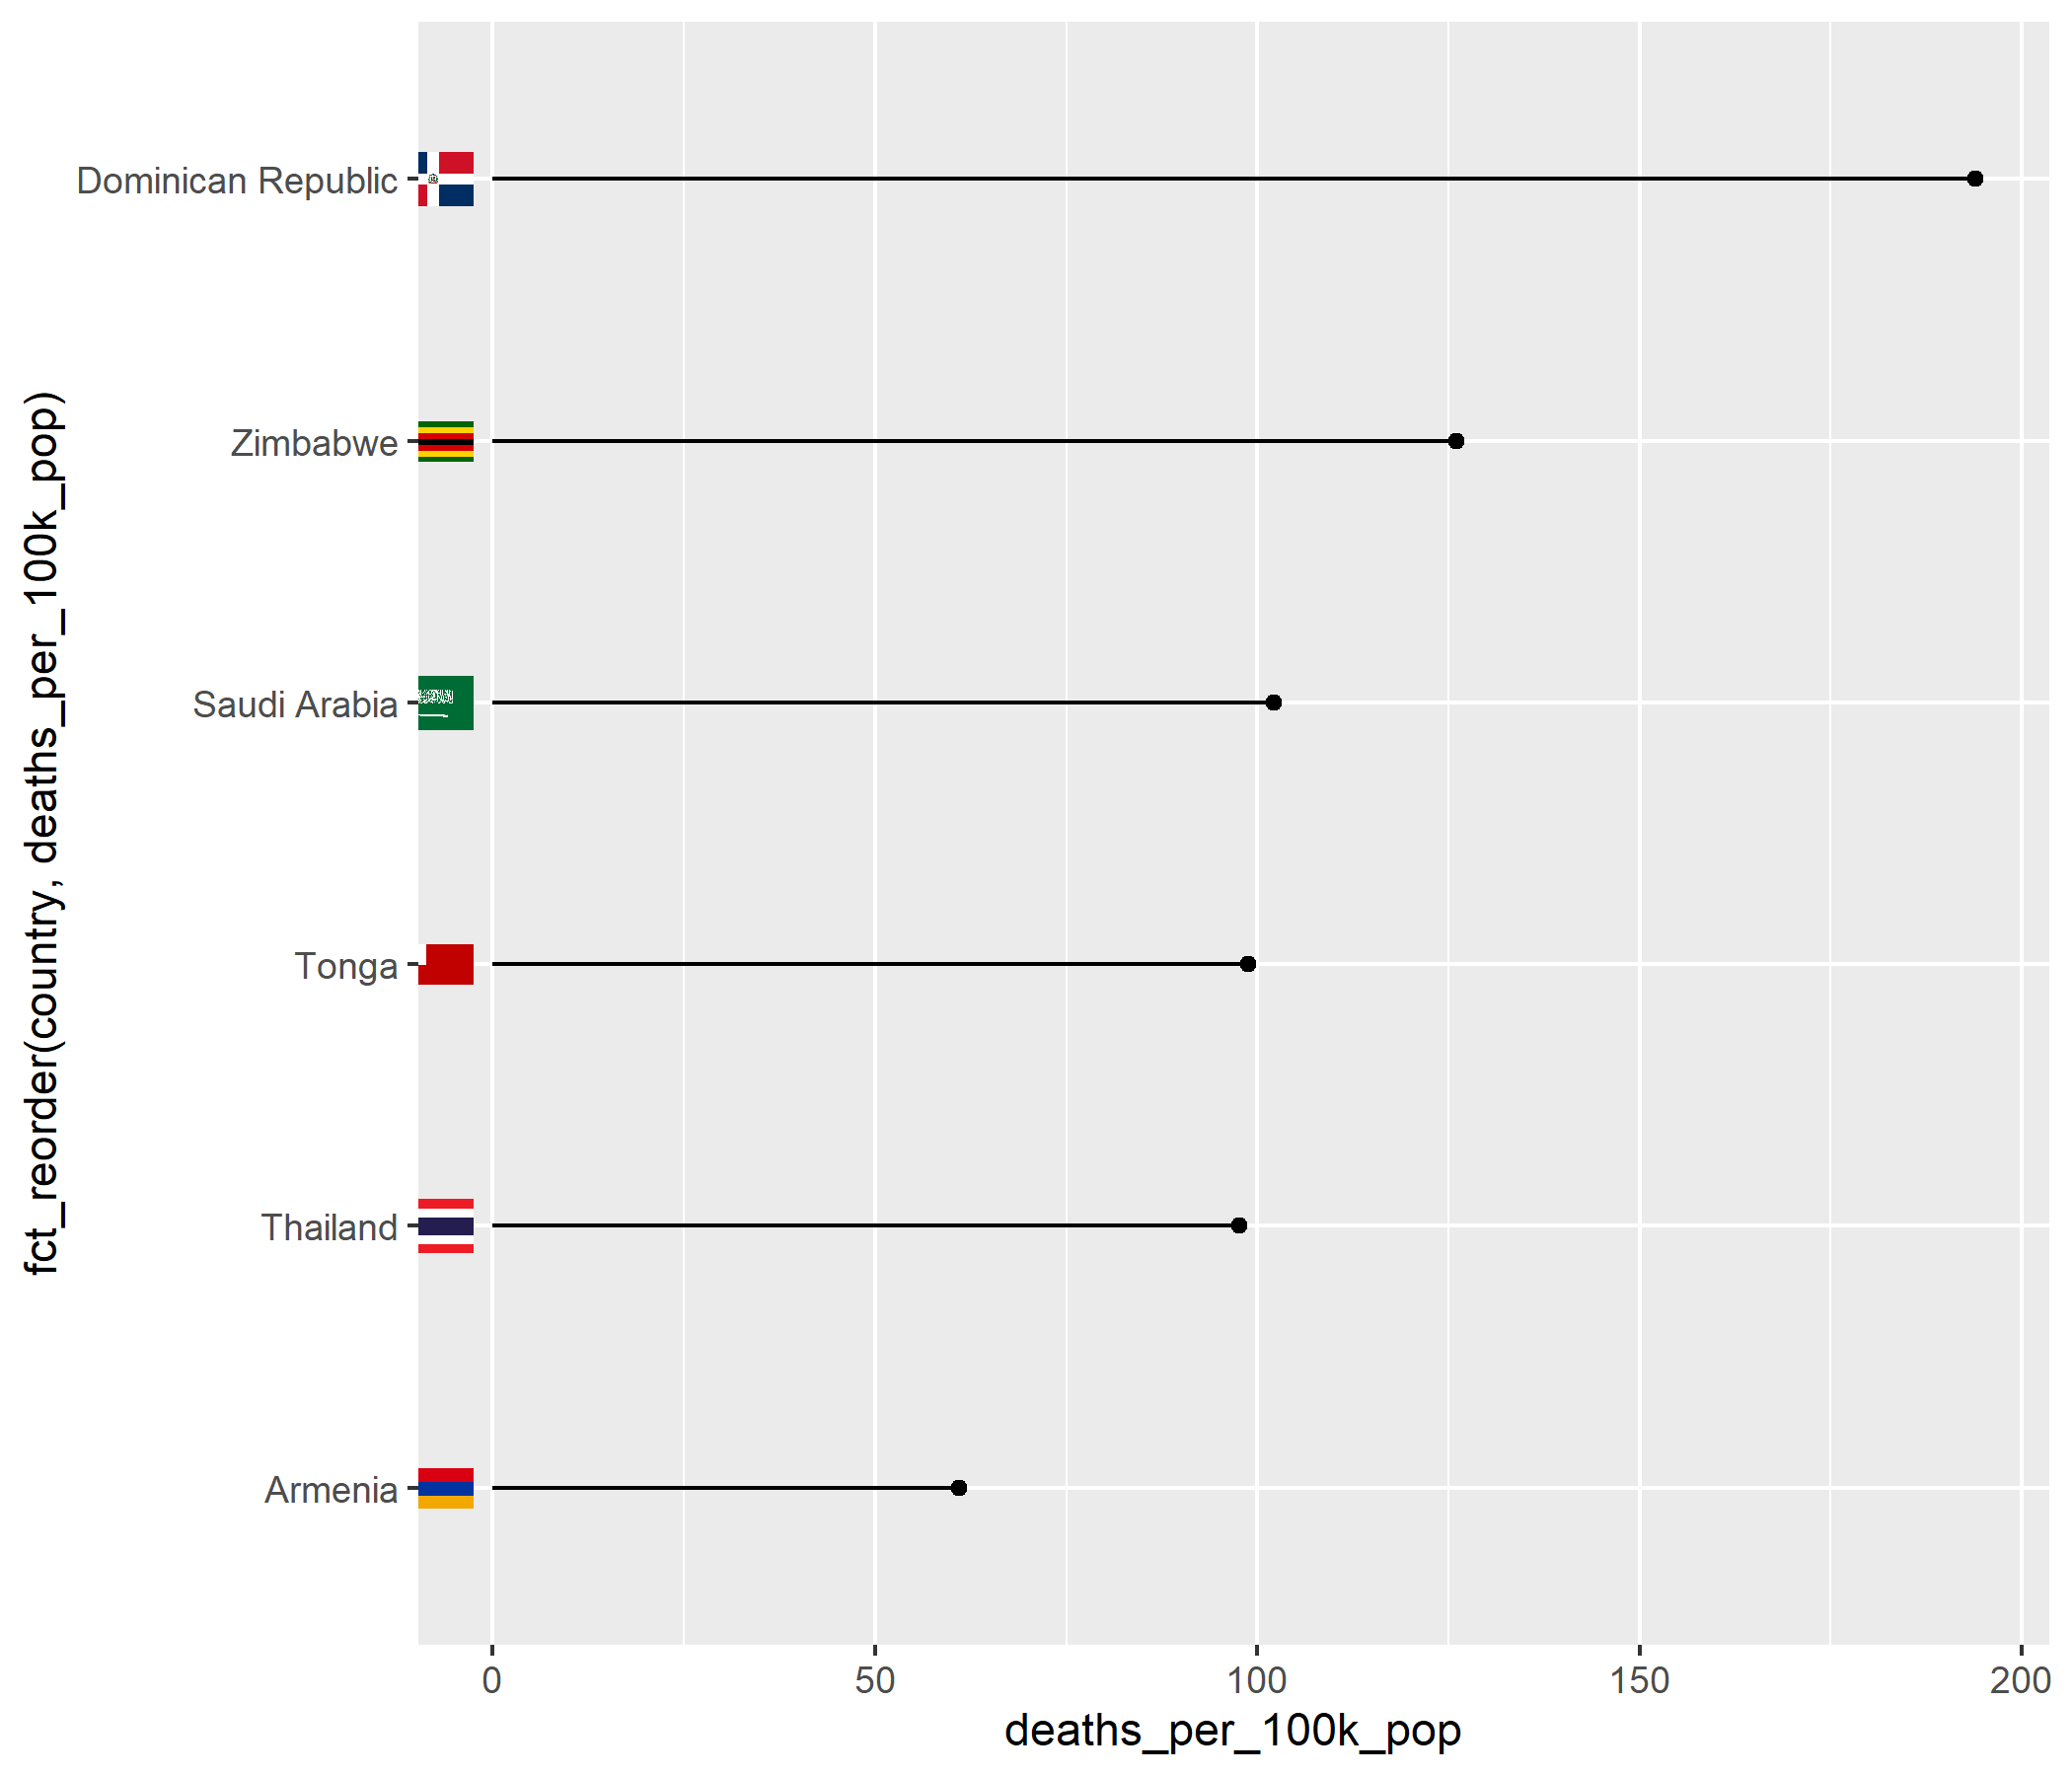 fct_reorder(country, deaths_per_100k_pop)
Dominican Republic
Zimbabwe
Saudi Arabia
Tonga
Thailand
Armenia
0 50 100 150 200
deaths_per_100k_pop